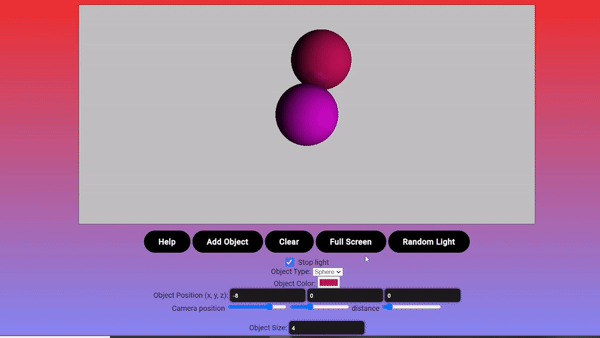 Help Add Object Clear Full Screen Random Light
Stop light
Object Type: Sphere
Object Color:
Object Position (x, y, z): -8 0 0
Camera position distance
Object Size: 4